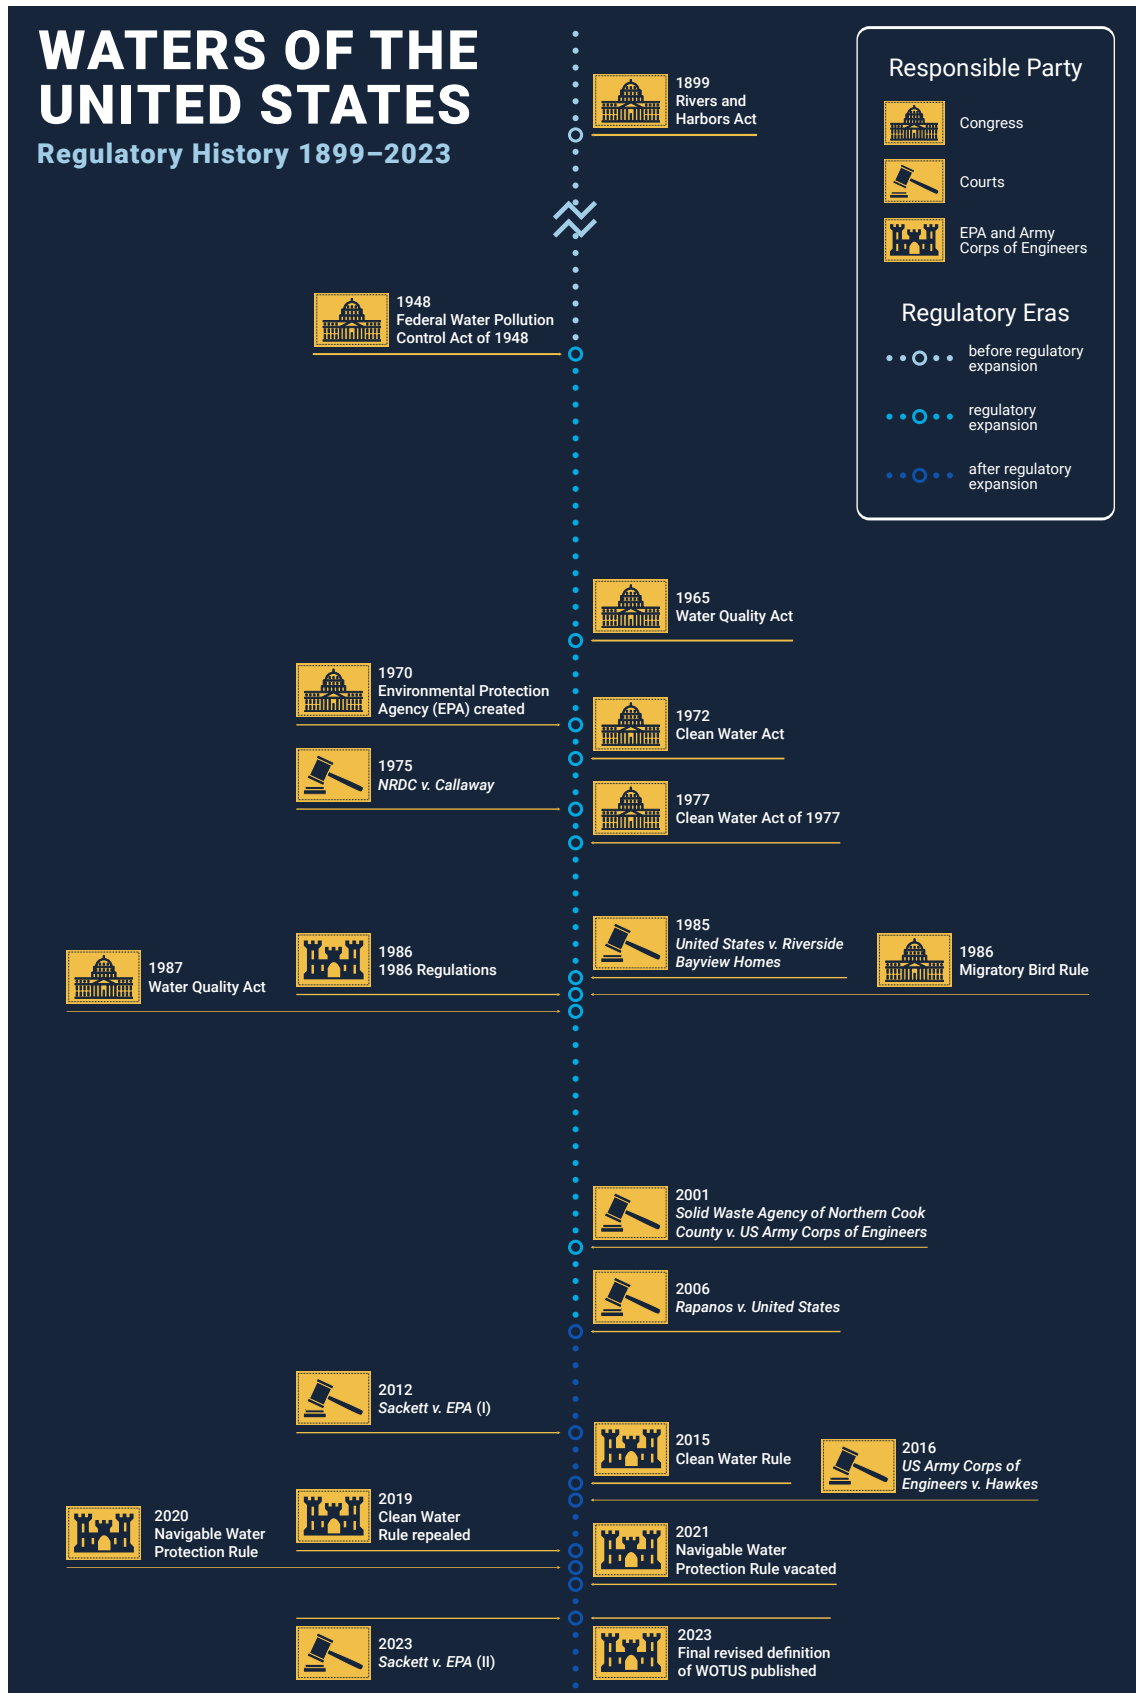 WATERS OF THE
UNITED STATES
Regulatory History 1899–2023
Responsible Party
Congress
Courts
EPA and Army
Corps of Engineers
Regulatory Eras
before regulatory
expansion
regulatory
expansion
after regulatory
expansion
1899
Rivers and
Harbors Act
1948
Federal Water Pollution
Control Act of 1948
1965
Water Quality Act
1970
Environmental Protection
Agency (EPA) created
1972
Clean Water Act
1975
NRDC v. Callaway
1977
Clean Water Act of 1977
1985
United States v. Riverside
Bayview Homes
1986
Migratory Bird Rule
1986
1986 Regulations
1987
Water Quality Act
2001
Solid Waste Agency of Northern Cook
County v. US Army Corps of Engineers
2006
Rapanos v. United States
2012
Sackett v. EPA (I)
2015
Clean Water Rule
2016
US Army Corps of
Engineers v. Hawkes
2019
Clean Water
Rule repealed
2020
Navigable Water
Protection Rule
2021
Navigable Water
Protection Rule vacated
2023
Sackett v. EPA (II)
2023
Final revised definition
of WOTUS published